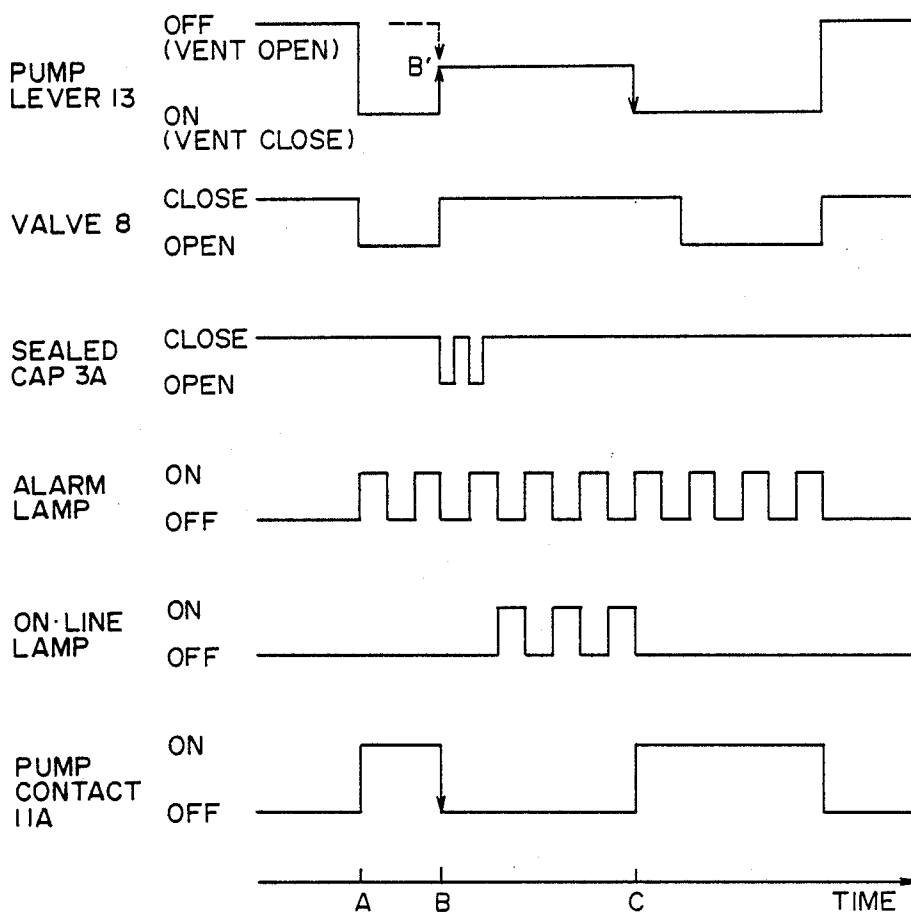 OFF
(VENT OPEN)
B'
PUMP
LEVER 13
ON
(VENT CLOSE)
CLOSE
VALVE 8
OPEN
CLOSE
SEALED
CAP 3A
OPEN
ON
ALARM
LAMP
OFF
ON
ON·LINE
LAMP
OFF
ON
PUMP
CONTACT
11A
OFF
A B C TIME